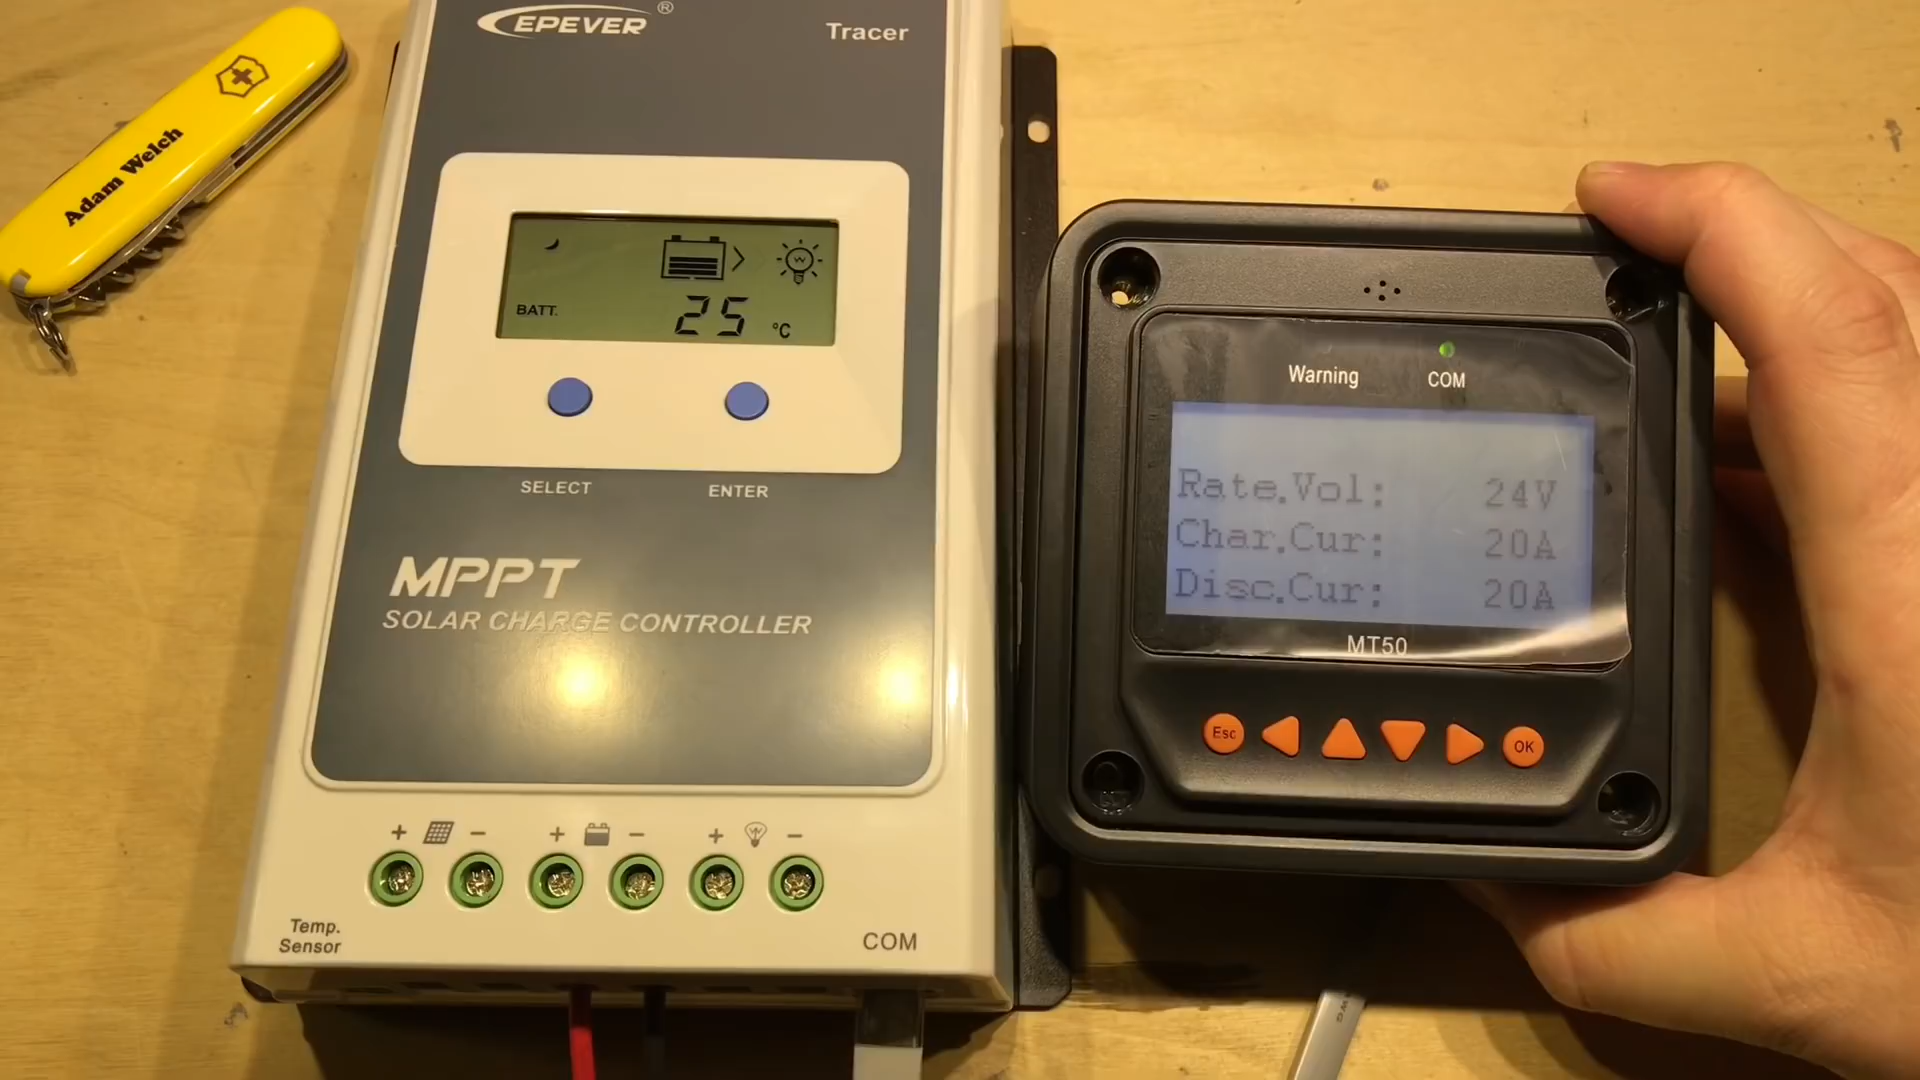 Adam Welch
EPEVER®
Tracer
BATT. 25 °C
SELECT
ENTER
MPPT
SOLAR CHARGE CONTROLLER
+ - + - + -
Temp.
Sensor
COM
Warning
COM
Rate.Vol: 24V
Char.Cur: 20A
Disc.Cur: 20A
MT50
Esc
OK